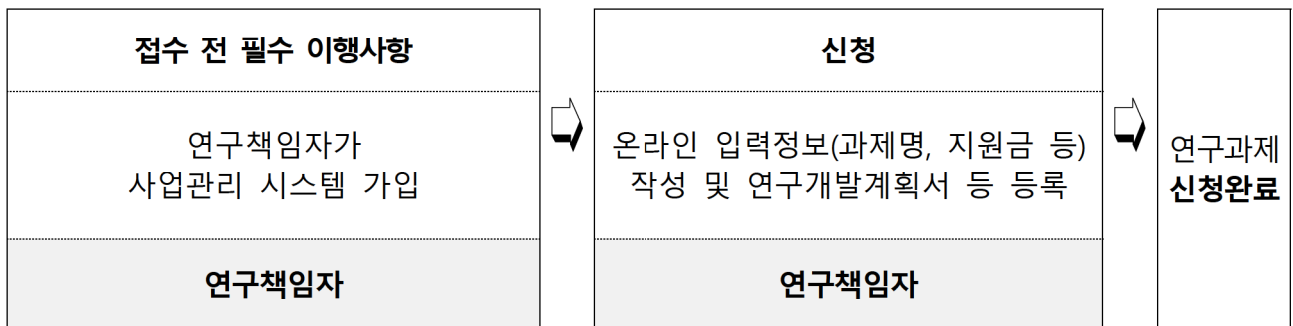 접수 전 필수 이행사항
연구책임자가
사업관리 시스템 가입
연구책임자
신청
온라인 입력정보(과제명, 지원금 등)
작성 및 연구개발계획서 등 등록
연구책임자
연구과제
신청완료